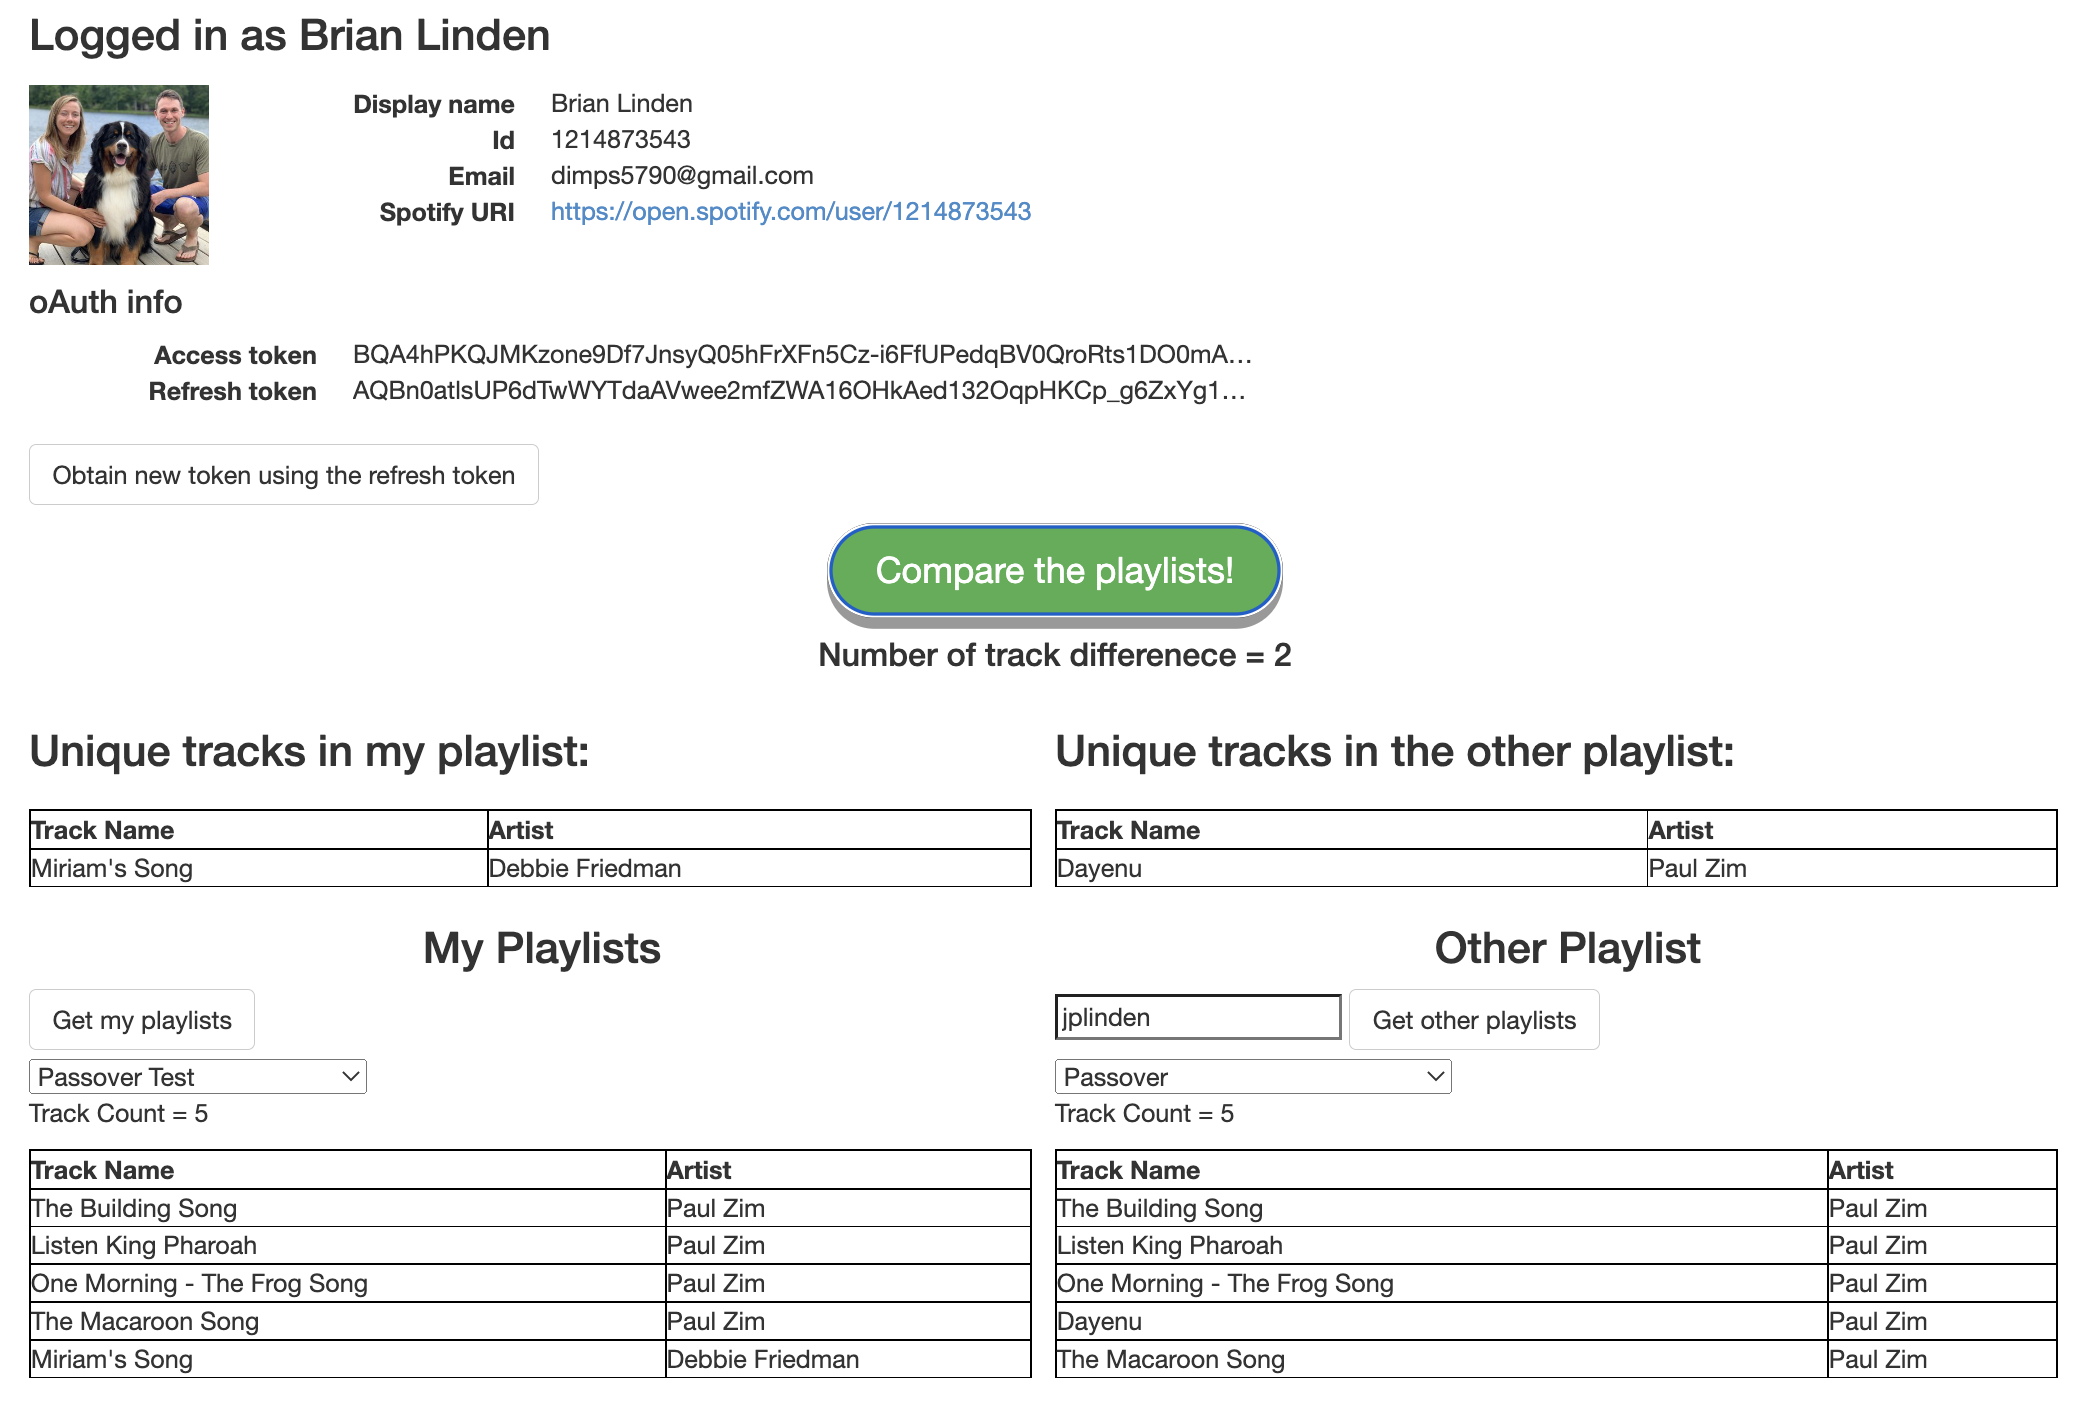 Logged in as Brian Linden
Display name Brian Linden
Id 1214873543
Email dimps5790@gmail.com
Spotify URI https://open.spotify.com/user/1214873543
oAuth info
Access token BQA4hPKQJMKzone9Df7JnsyQ05hFrXFn5Cz-i6FfUPedqBV0QroRts1DO0mA...
Refresh token AQBn0atlsUP6dTwWYTdaAVwee2mfZWA16OHkAed132OqpHKCp_g6ZxYg1...
Obtain new token using the refresh token
Compare the playlists!
Number of track differenece = 2
Unique tracks in my playlist:
Track Name Artist
Miriam's Song Debbie Friedman
Unique tracks in the other playlist:
Track Name Artist
Dayenu Paul Zim
My Playlists
Get my playlists
Passover Test
Track Count = 5
Track Name Artist
The Building Song Paul Zim
Listen King Pharoah Paul Zim
One Morning - The Frog Song Paul Zim
The Macaroon Song Paul Zim
Miriam's Song Debbie Friedman
Other Playlist
jplinden Get other playlists
Passover
Track Count = 5
Track Name Artist
The Building Song Paul Zim
Listen King Pharoah Paul Zim
One Morning - The Frog Song Paul Zim
Dayenu Paul Zim
The Macaroon Song Paul Zim